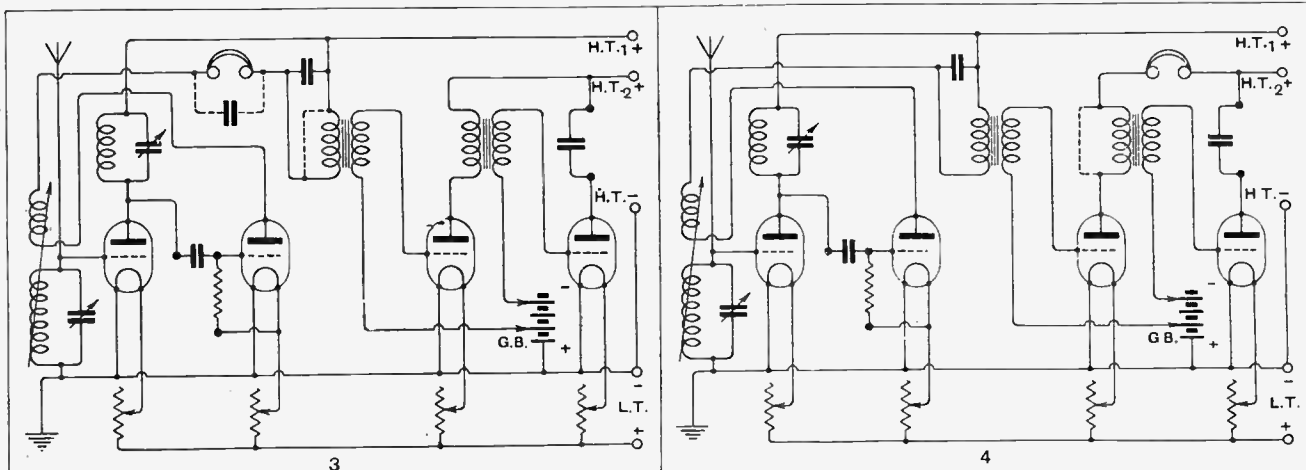 H.T.1+
H.T.2+
H.T.-
G.B.
-
+
-
L.T.
+
3
H.T.1+
H.T.2+
H T.-
G B.
-
+
-
L.T.
+
4